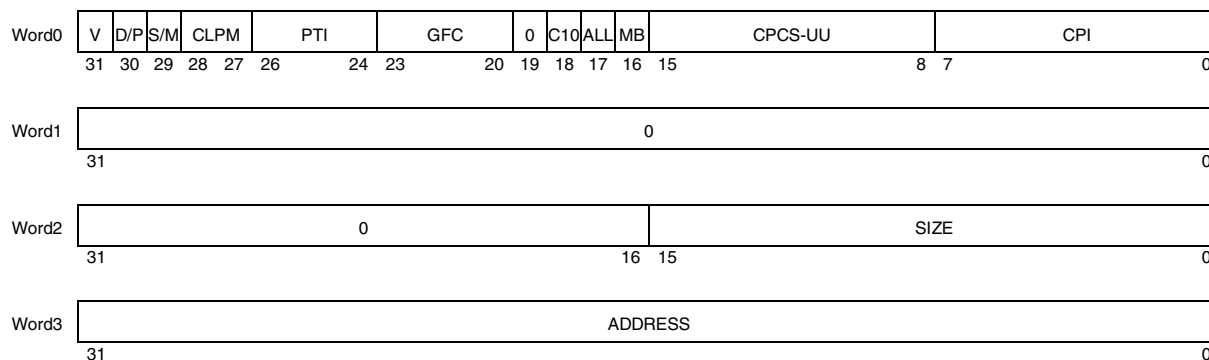 Word0 V D/P S/M CLPM PTI GFC 0 C10 ALL MB CPCS-UU CPI
31 30 29 28 27 26 24 23 20 19 18 17 16 15 8 7 0
Word1 0
31 0
Word2 0 SIZE
31 16 15 0
Word3 ADDRESS
31 0